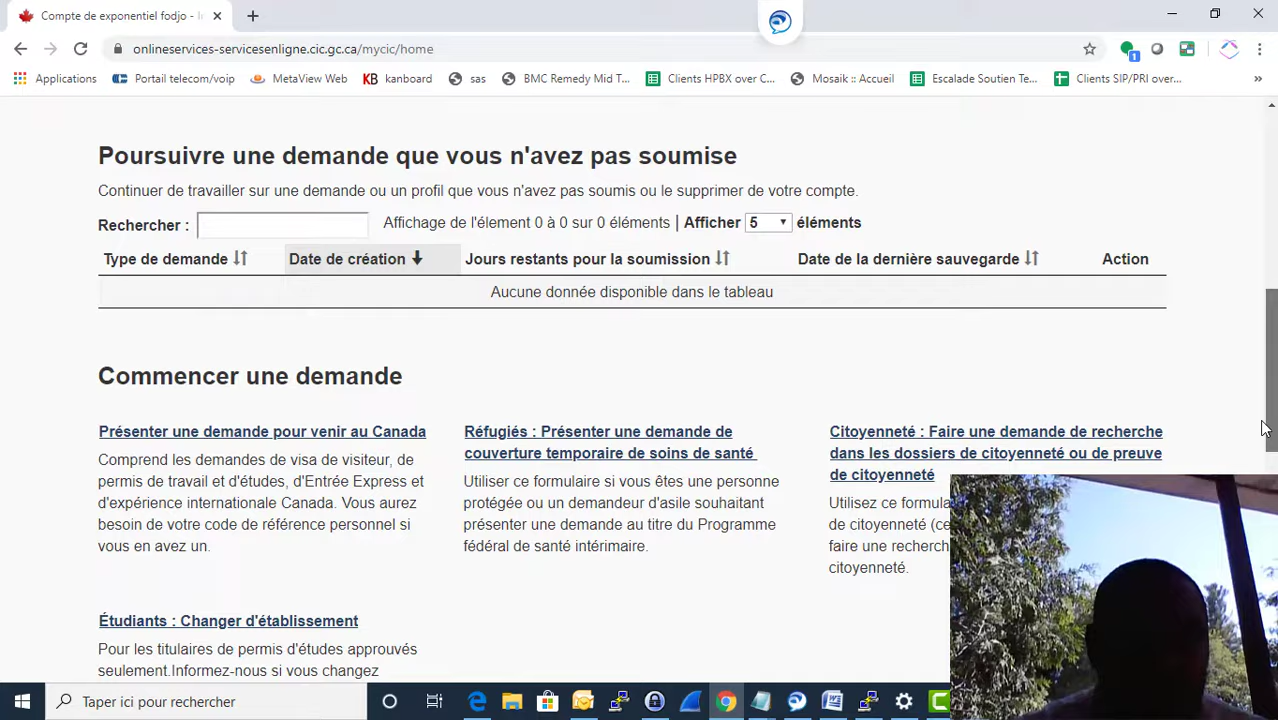 Compte de exponentiel fodjo - I
onlineservices-servicesenligne.cic.gc.ca/mycic/home
1
Applications
Portail telecom/voip
MetaView Web
KB kanboard
sas
BMC Remedy Mid T...
Clients HPBX over C...
Mosaik :: Accueil
Escalade Soutien Te...
Clients SIP/PRI over...
»
Poursuivre une demande que vous n'avez pas soumise
Continuer de travailler sur une demande ou un profil que vous n'avez pas soumis ou le supprimer de votre compte.
Rechercher : Affichage de l'élement 0 à 0 sur 0 éléments | Afficher 5 éléments
Type de demande Date de création Jours restants pour la soumission Date de la dernière sauvegarde Action
Aucune donnée disponible dans le tableau
Commencer une demande
Présenter une demande pour venir au Canada
Comprend les demandes de visa de visiteur, de
permis de travail et d'études, d'Entrée Express et
d'expérience internationale Canada. Vous aurez
besoin de votre code de référence personnel si
vous en avez un.
Réfugiés : Présenter une demande de
couverture temporaire de soins de santé
Utiliser ce formulaire si vous êtes une personne
protégée ou un demandeur d'asile souhaitant
présenter une demande au titre du Programme
fédéral de santé intérimaire.
Citoyenneté : Faire une demande de recherche
dans les dossiers de citoyenneté ou de preuve
de citoyenneté
Utilisez ce formula
de citoyenneté (ce
faire une recherch
citoyenneté.
Étudiants : Changer d'établissement
Pour les titulaires de permis d'études approuvés
seulement.Informez-nous si vous changez
Taper ici pour rechercher